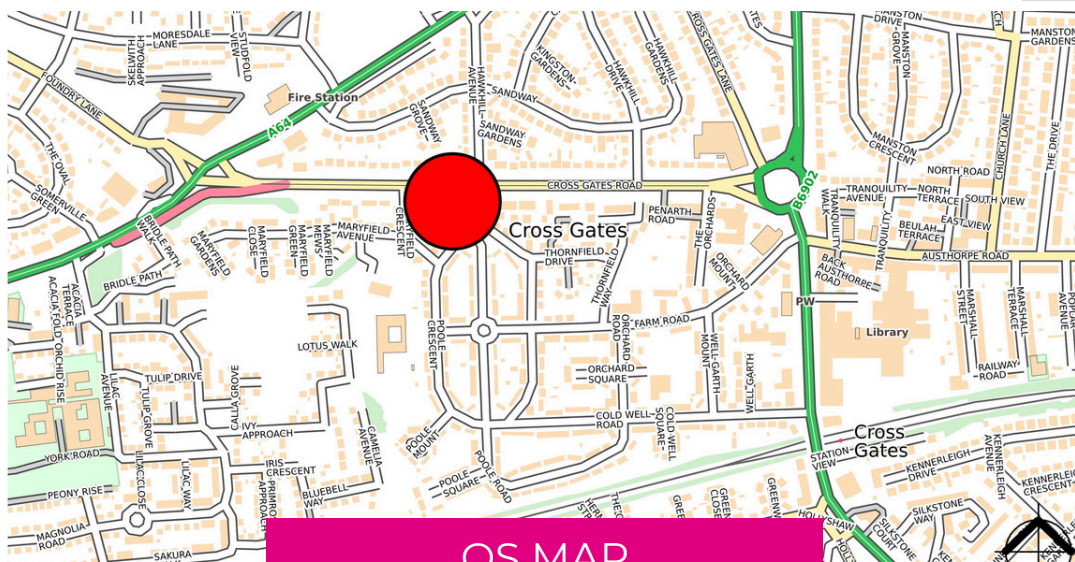 MORESDALE
LANE
SKELWITH
APPROACH
STUDFOLD
VIEW
FOUNDRY LANE
Fire Station
A64
HAWKHILL
AVENUE
SANDWAY
SANDWAY
GROVE
SANDWAY
GARDENS
KINGSTON
GARDENS
HAWKHILL
DRIVE
HAWKHILL
GARDENS
CROSS GATES LANE
MANSTON
DRIVE
MANSTON
GROVE
MANSTON
GARDENS
MANSTON
CRESCENT
CHURCH LANE
THE DRIVE
NORTH ROAD
THE OVAL
SOMERVILLE
GREEN
CROSS GATES ROAD
B6902
TRANQUILITY
AVENUE
TRANQUILITY
WALK
TRANQUILITY
NORTH
TERRACE
SOUTH VIEW
EAST VIEW
BEULAH
TERRACE
AUSTHORPE ROAD
BACK
AUSTHORPE
ROAD
BRIDLE PATH
WALK
BRIDLE PATH
MARYFIELD
GARDENS
MARYFIELD
CLOSE
MARYFIELD
GREEN
MARYFIELD
MEWS
MARYFIELD
AVENUE
CRESCENT
Cross Gates
PENARTH
ROAD
THE
ORCHARDS
ORCHARD
MOUNT
THORNFIELD
DRIVE
THORNFIELD
WAY
ACACIA
TERRACE
ACACIA FOLD
ORCHID RISE
LILAC
AVENUE
LOTUS WALK
POOLE
CRESCENT
ORCHARD
ROAD
FARM ROAD
PW
Library
MARSHALL
STREET
MARSHALL
TERRACE
POPLAR
AVENUE
RAILWAY
ROAD
TULIP DRIVE
TULIP GROVE
CALLA GROVE
IVY
APPROACH
CAMELIA
AVENUE
ORCHARD
SQUARE
WELL GARTH
MOUNT
WELL GARTH
COLD WELL
ROAD
COLD WELL
SQUARE
POOLE
MOUNT
POOLE
SQUARE
POOLE ROAD
Cross
Gates
STATION
VIEW
KENNERLEIGH
DRIVE
KENNERLEIGH
AVENUE
KENNERLEIGH
CRESCENT
YORK ROAD
PEONY RISE
LILAC CLOSE
LILAC WAY
IRIS
CRESCENT
APPROACH
BLUEBELL
WAY
MAGNOLIA
ROAD
SAKURA
GREEN
CLOSE
HOLLYSHAW
SILKSTONE
COURT
SILKSTONE
WAY
OS MAP